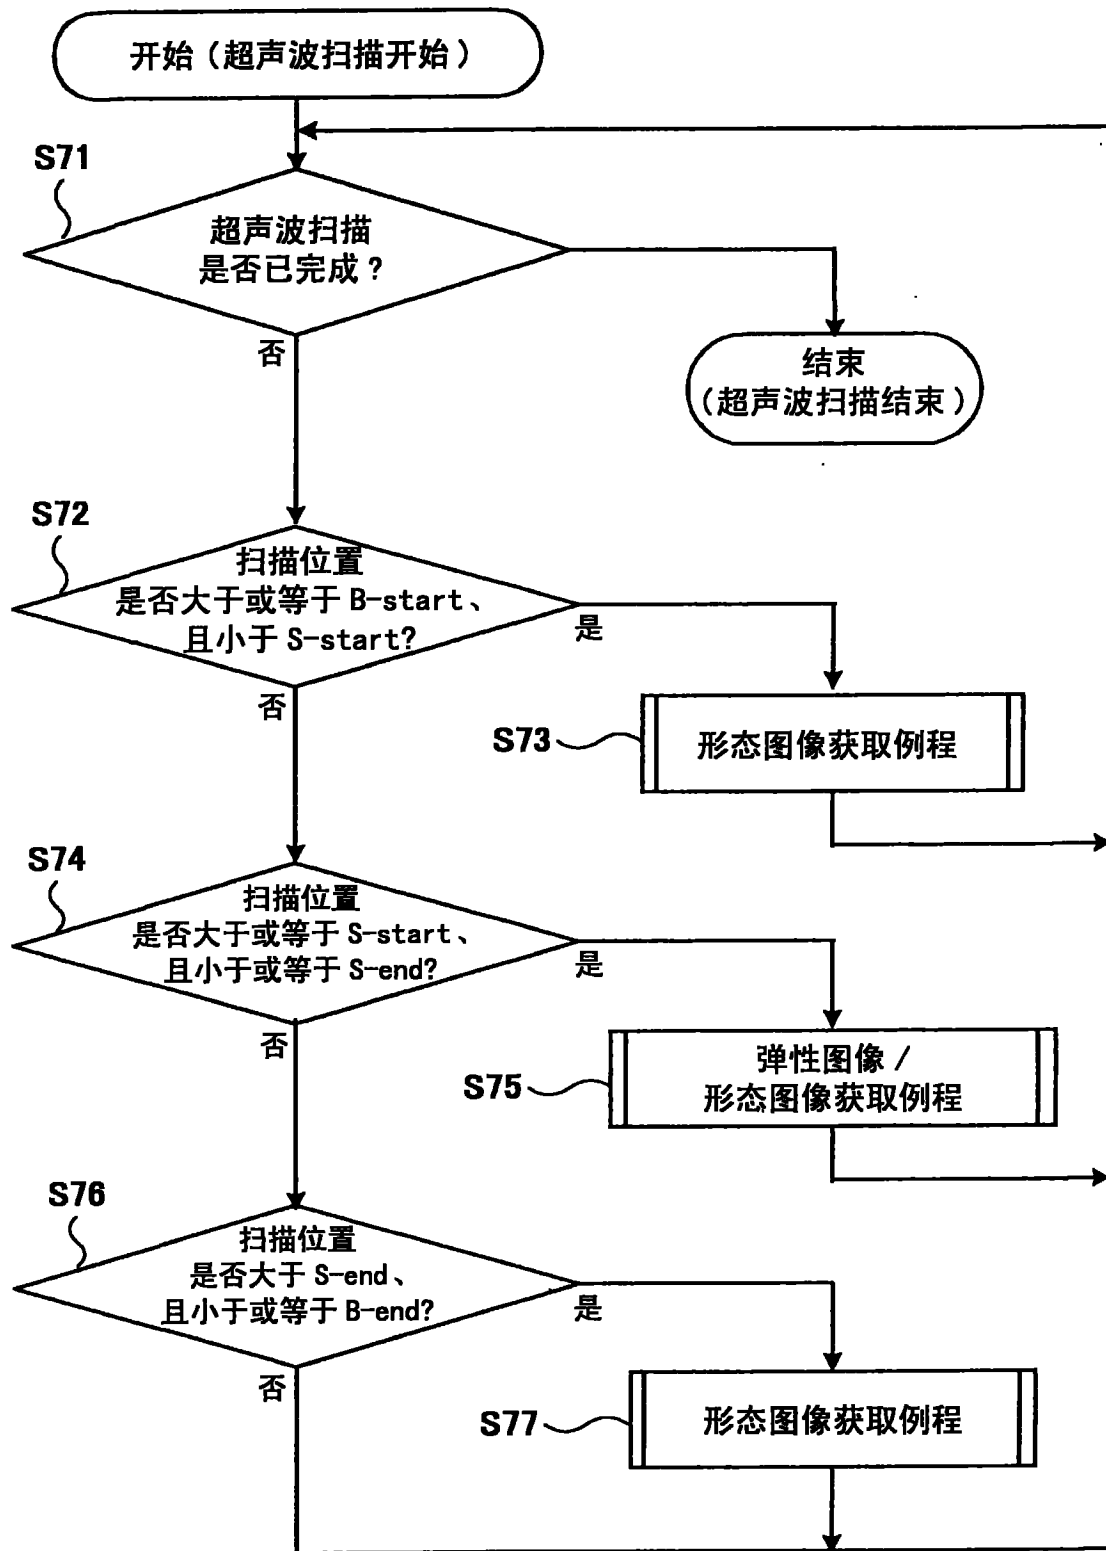 开始（超声波扫描开始）
S71
超声波扫描
是否已完成？
否
结束
（超声波扫描结束）
S72
扫描位置
是否大于或等于 B-start、
且小于 S-start?
是
否
S73
形态图像获取例程
S74
扫描位置
是否大于或等于 S-start、
且小于或等于 S-end?
是
否
S75
弹性图像 /
形态图像获取例程
S76
扫描位置
是否大于 S-end、
且小于或等于 B-end?
是
否
S77
形态图像获取例程